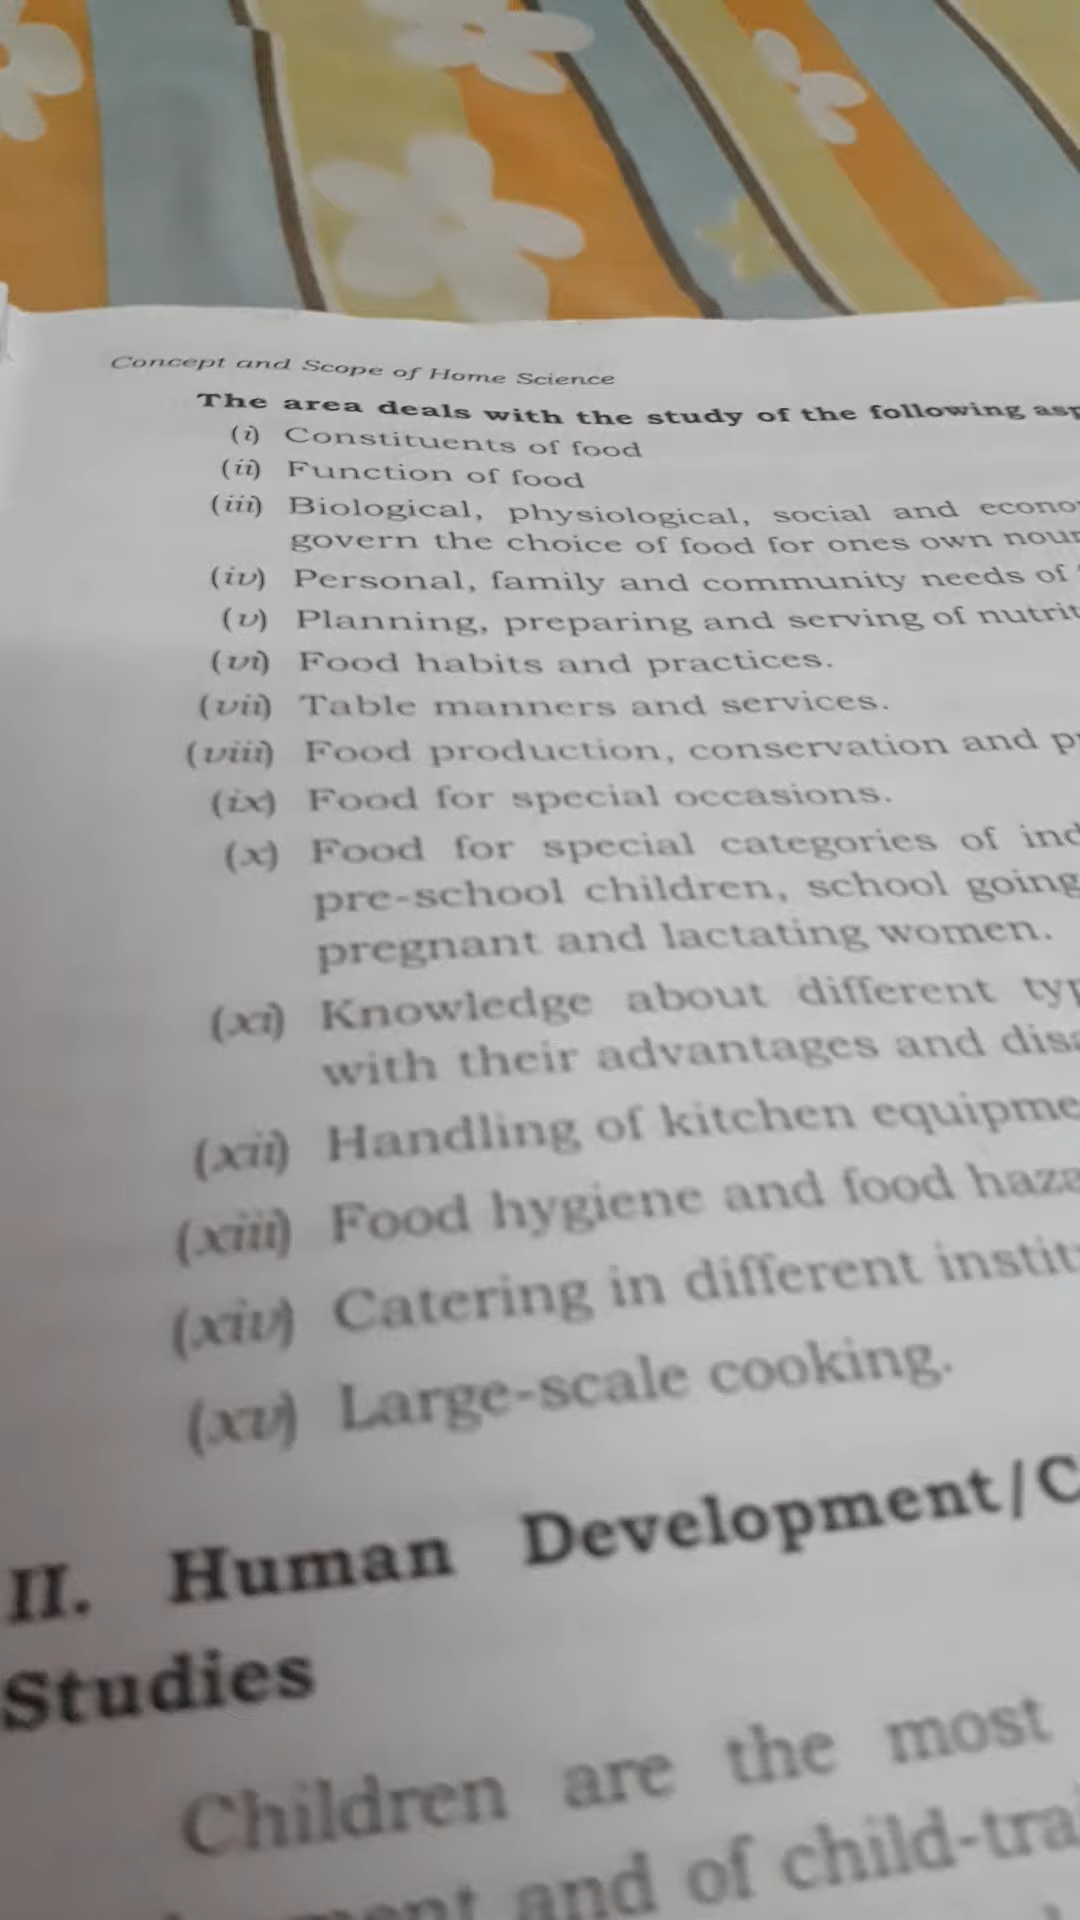 Concept and Scope of Home Science
The area deals with the study of the following
(i) Constituents of food
(ii) Function of food
(iii) Biological, physiological, social and
govern the choice of food for ones own
(iv) Personal, family and community needs of
(v) Planning, preparing and serving of
(vi) Food habits and practices.
(vii) Table manners and services.
(viii) Food production, conservation and
(ix) Food for special occasions.
(x) Food for special categories of
pre-school children, school going
pregnant and lactating women.
(xi) Knowledge about different
with their advantages and
(xii) Handling of kitchen
(xiii) Food hygiene and food
(xiv) Catering in different
(xv) Large-scale cooking.
II. Human Development/
Studies
Children are the most
and of